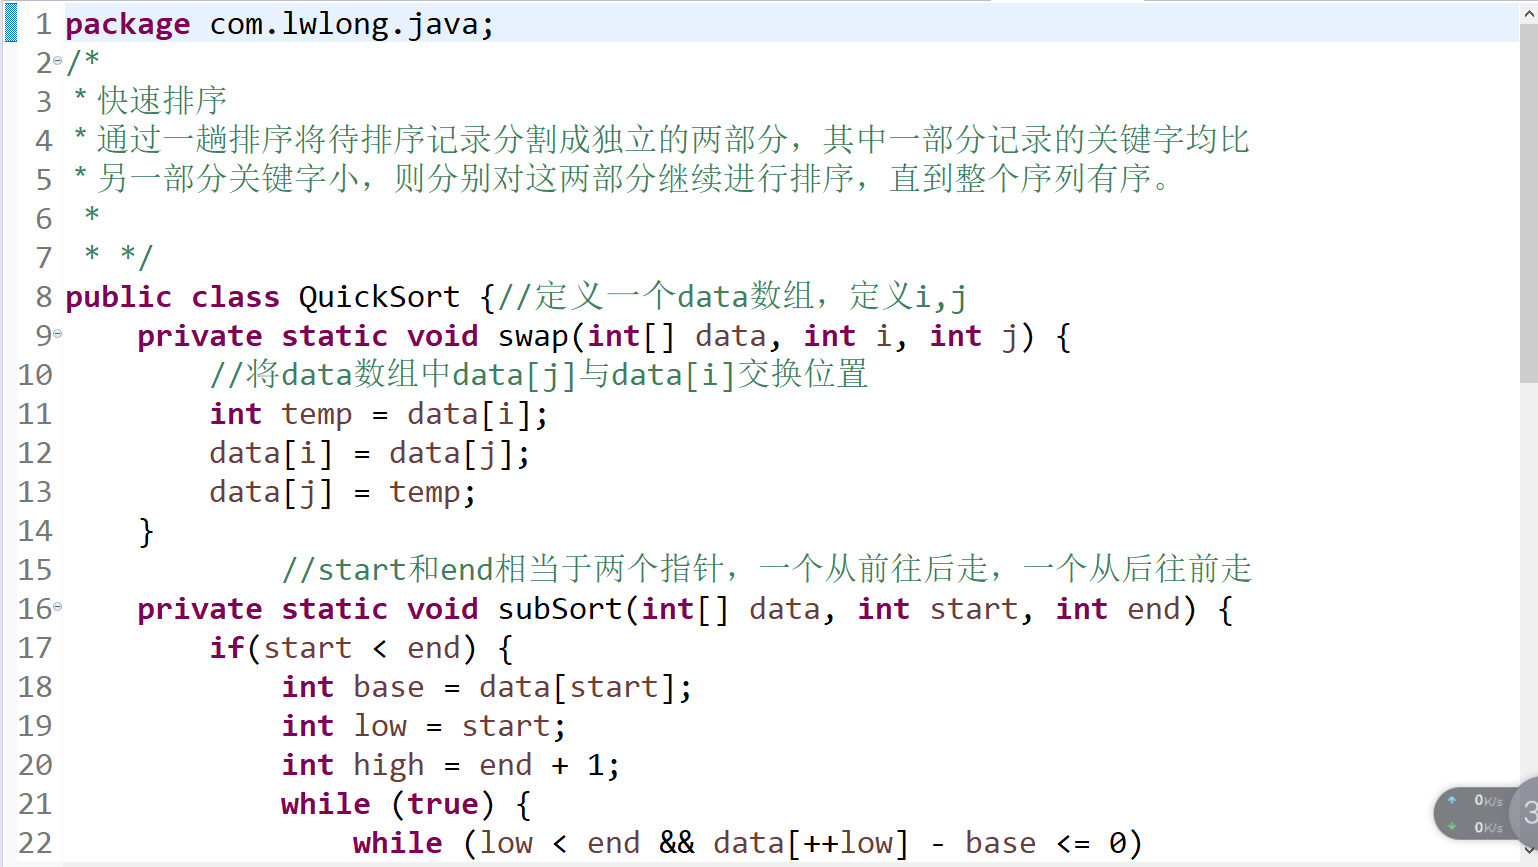 1 package com.lwlong.java;
2 /*
3  * 快速排序
4  * 通过一趟排序将待排序记录分割成独立的两部分，其中一部分记录的关键字均比
5  * 另一部分关键字小，则分别对这两部分继续进行排序，直到整个序列有序。
6  *
7  * */
8 public class QuickSort {//定义一个data数组，定义i,j
9     private static void swap(int[] data, int i, int j) {
10         //将data数组中data[j]与data[i]交换位置
11         int temp = data[i];
12         data[i] = data[j];
13         data[j] = temp;
14     }
15             //start和end相当于两个指针，一个从前往后走，一个从后往前走
16     private static void subSort(int[] data, int start, int end) {
17         if(start < end) {
18             int base = data[start];
19             int low = start;
20             int high = end + 1;
21             while (true) {
22                 while (low < end && data[++low] - base <= 0)
0K/s
0K/s
3